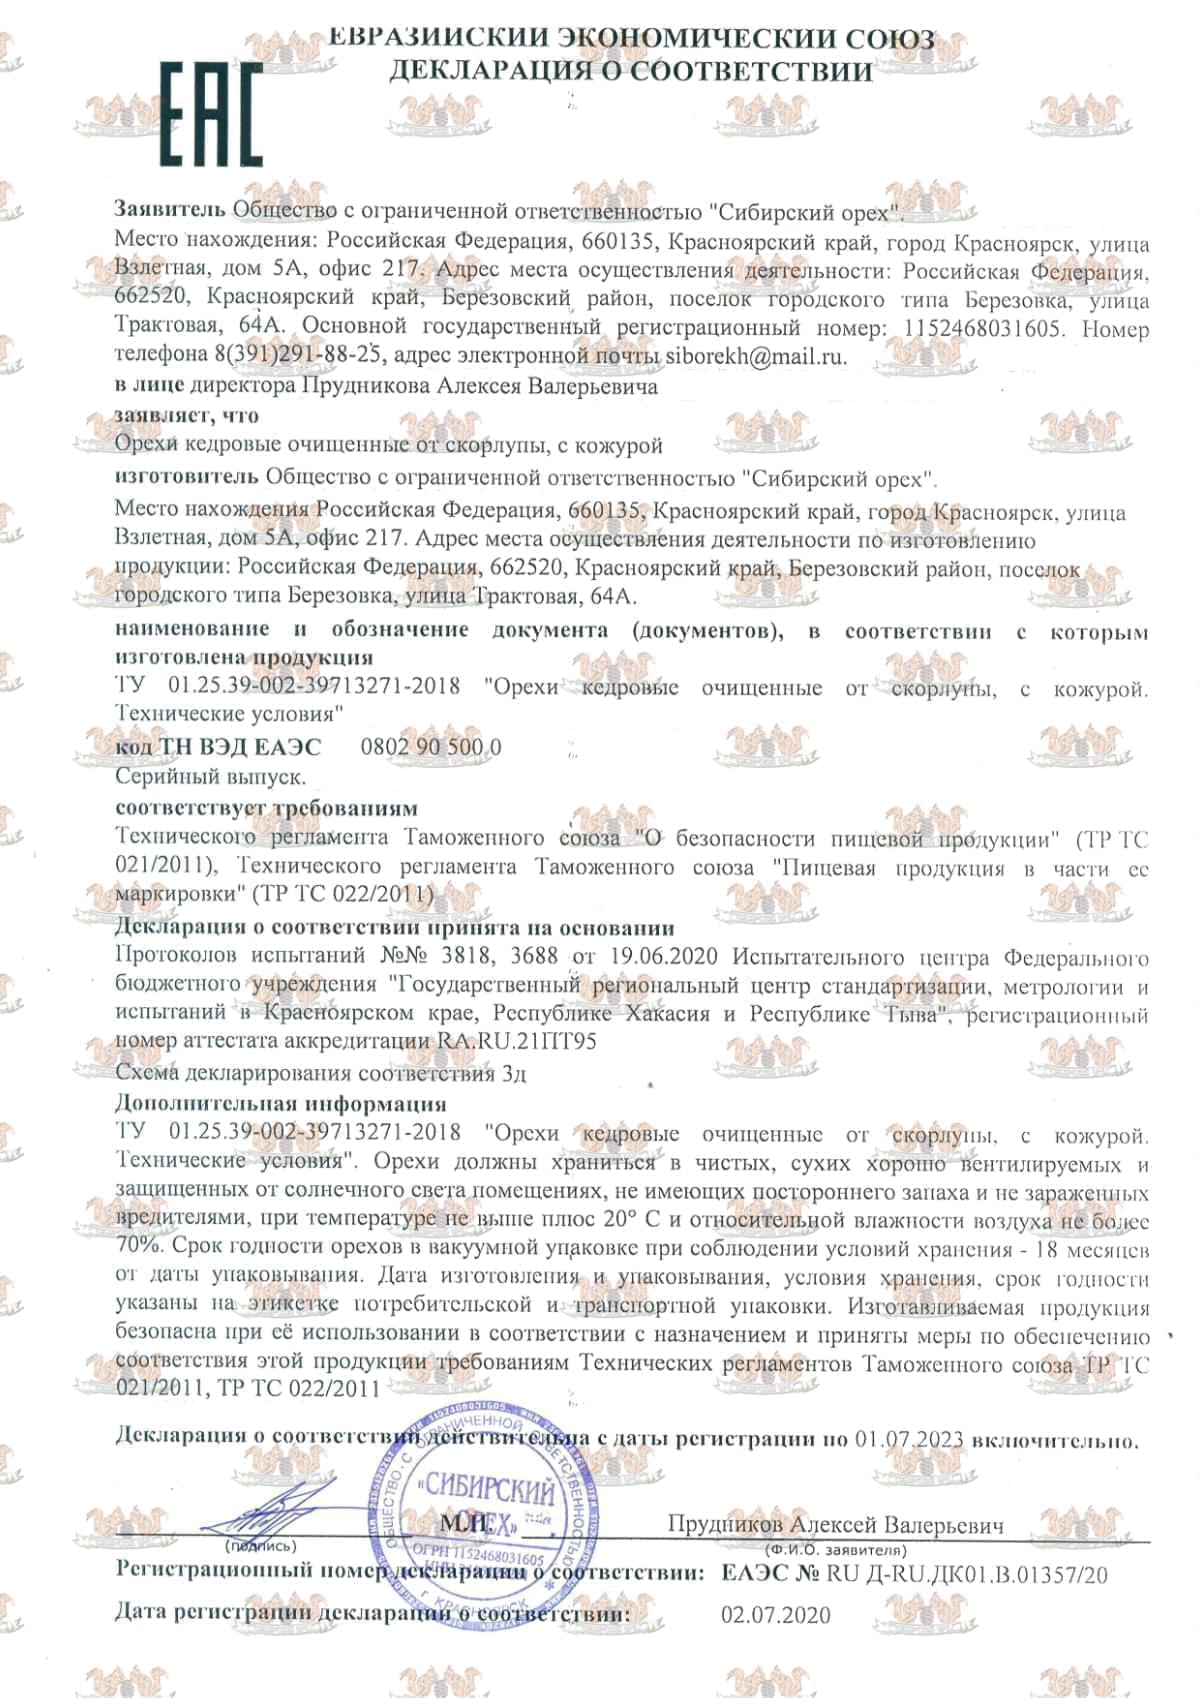 ЕВРАЗИЙСКИЙ ЭКОНОМИЧЕСКИЙ СОЮЗ
ДЕКЛАРАЦИЯ О СООТВЕТСТВИИ
ЕАС
Заявитель Общество с ограниченной ответственностью "Сибирский орех".
Место нахождения: Российская Федерация, 660135, Красноярский край, город Красноярск, улица
Взлетная, дом 5А, офис 217. Адрес места осуществления деятельности: Российская Федерация,
662520, Красноярский край, Березовский район, поселок городского типа Березовка, улица
Трактовая, 64А. Основной государственный регистрационный номер: 1152468031605. Номер
телефона 8(391)291-88-25, адрес электронной почты siborekh@mail.ru.
в лице директора Прудникова Алексея Валерьевича
заявляет, что
Орехи кедровые очищенные от скорлупы, с кожурой
изготовитель Общество с ограниченной ответственностью "Сибирский орех".
Место нахождения Российская Федерация, 660135, Красноярский край, город Красноярск, улица
Взлетная, дом 5А, офис 217. Адрес места осуществления деятельности по изготовлению
продукции: Российская Федерация, 662520, Красноярский край, Березовский район, поселок
городского типа Березовка, улица Трактовая, 64А.
наименование и обозначение документа (документов), в соответствии с которым
изготовлена продукция
ТУ 01.25.39-002-39713271-2018 "Орехи кедровые очищенные от скорлупы, с кожурой.
Технические условия"
код ТН ВЭД ЕАЭС 0802 90 500 0
Серийный выпуск.
соответствует требованиям
Технического регламента Таможенного союза "О безопасности пищевой продукции" (ТР ТС
021/2011), Технического регламента Таможенного союза "Пищевая продукция в части ее
маркировки" (ТР ТС 022/2011)
Декларация о соответствии принята на основании
Протоколов испытаний №№ 3818, 3688 от 19.06.2020 Испытательного центра Федерального
бюджетного учреждения "Государственный региональный центр стандартизации, метрологии и
испытаний в Красноярском крае, Республике Хакасия и Республике Тыва", регистрационный
номер аттестата аккредитации RA.RU.21ПТ95
Схема декларирования соответствия 3д
Дополнительная информация
ТУ 01.25.39-002-39713271-2018 "Орехи кедровые очищенные от скорлупы, с кожурой.
Технические условия". Орехи должны храниться в чистых, сухих хорошо вентилируемых и
защищенных от солнечного света помещениях, не имеющих постороннего запаха и не зараженных
вредителями, при температуре не выше плюс 20° С и относительной влажности воздуха не более
70%. Срок годности орехов в вакуумной упаковке при соблюдении условий хранения - 18 месяцев
от даты упаковывания. Дата изготовления и упаковывания, условия хранения, срок годности
указаны на этикетке потребительской и транспортной упаковки. Изготавливаемая продукция
безопасна при её использовании в соответствии с назначением и приняты меры по обеспечению
соответствия этой продукции требованиям Технических регламентов Таможенного союза ТР ТС
021/2011, ТР ТС 022/2011
Декларация о соответствии действительна с даты регистрации по 01.07.2023 включительно.
ОБЩЕСТВО С ОГРАНИЧЕННОЙ ОТВЕТСТВЕННОСТЬЮ
«СИБИРСКИЙ
ОРЕХ»
ОГРН 1152468031605
ИНН
г КРАСНОЯРСК
М.П. Прудников Алексей Валерьевич
(подпись) (Ф.И.О. заявителя)
Регистрационный номер декларации о соответствии: ЕАЭС № RU Д-RU.ДК01.В.01357/20
Дата регистрации декларации о соответствии: 02.07.2020